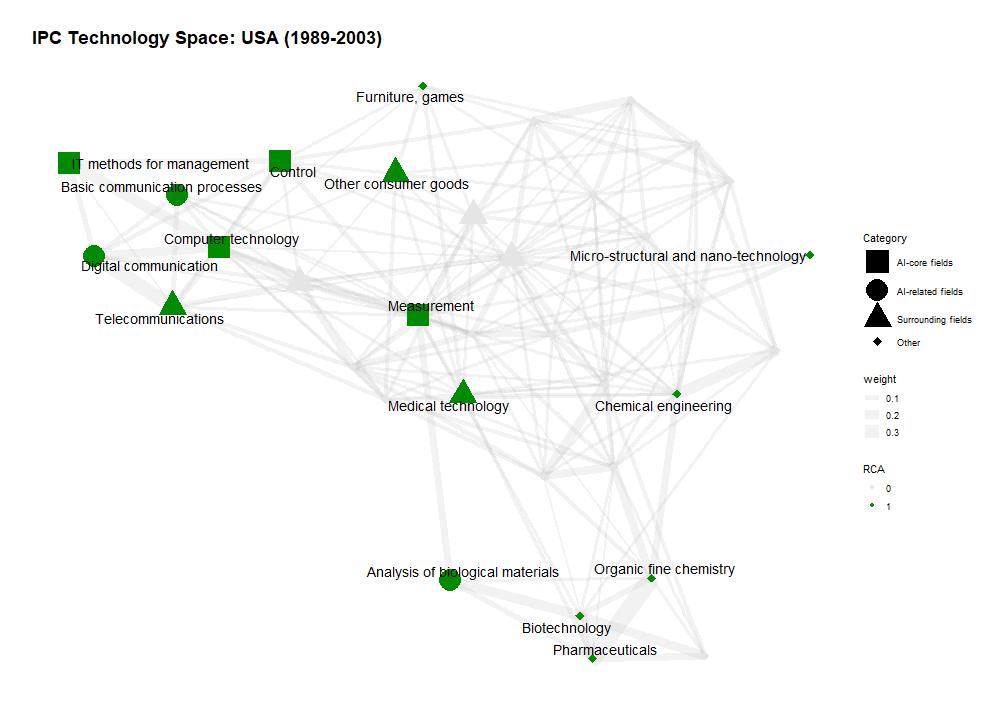 IPC Technology Space: USA (1989-2003)
Furniture, games
IT methods for management
Control
Other consumer goods
Basic communication processes
Computer technology
Digital communication
Micro-structural and nano-technology
Telecommunications
Measurement
Medical technology
Chemical engineering
Analysis of biological materials
Organic fine chemistry
Biotechnology
Pharmaceuticals
Category
AI-core fields
AI-related fields
Surrounding fields
Other
weight
0.1
0.2
0.3
RCA
0
1